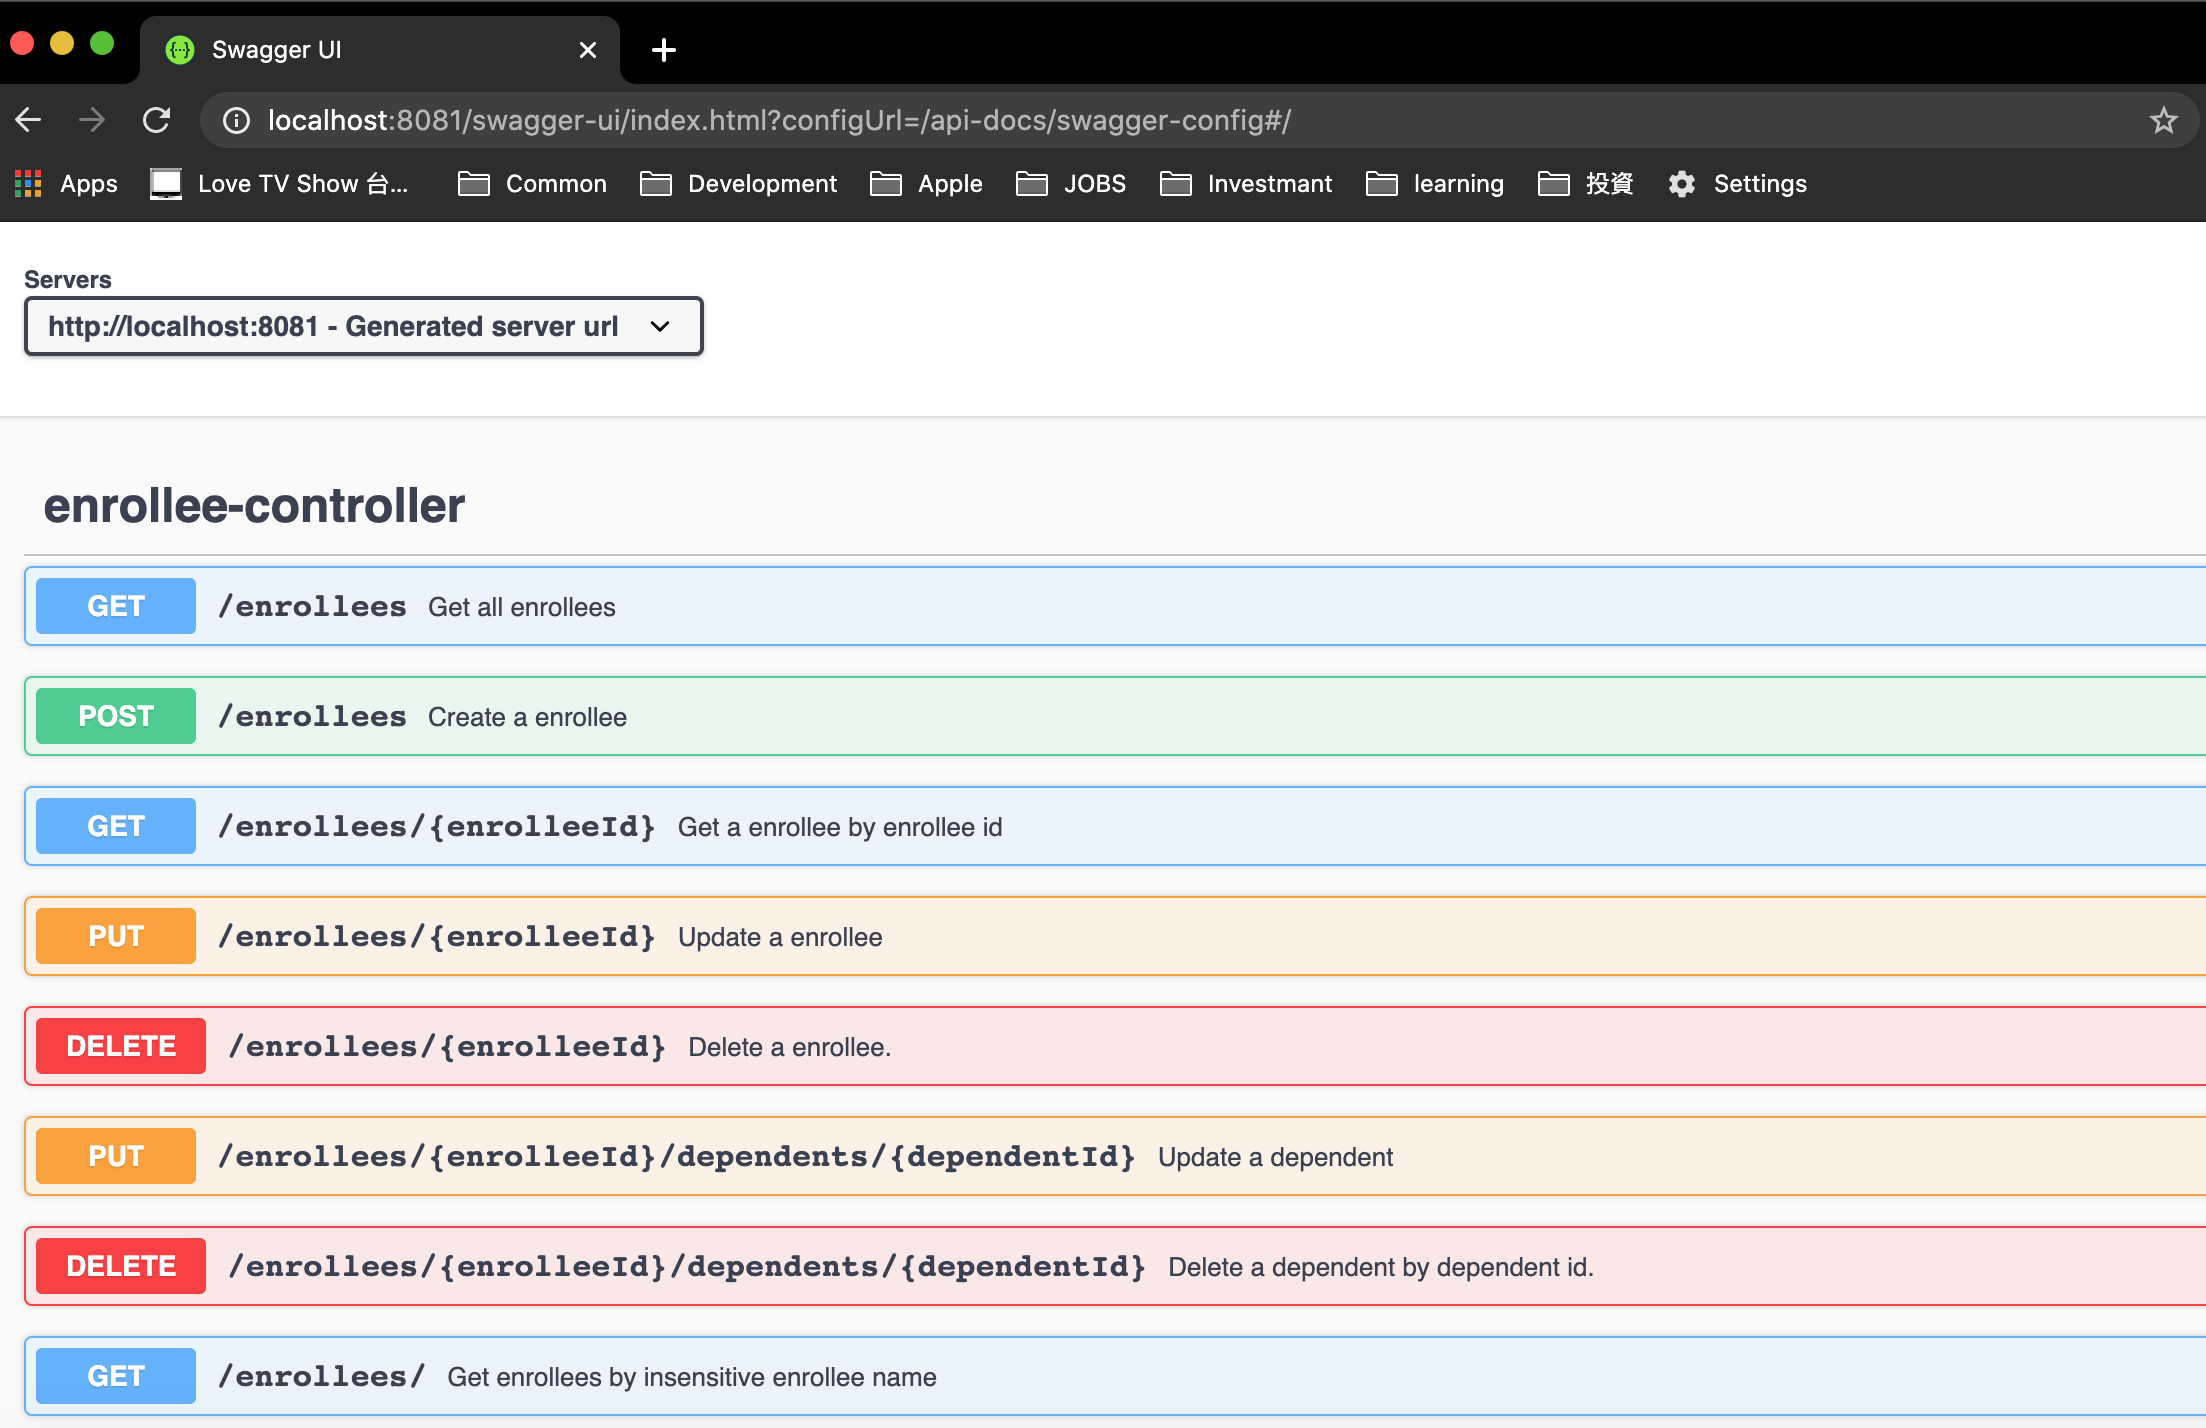 Swagger UI
localhost:8081/swagger-ui/index.html?configUrl=/api-docs/swagger-config#/
Apps Love TV Show 台... Common Development Apple JOBS Investmant learning 投資 Settings
Servers
http://localhost:8081 - Generated server url
enrollee-controller
GET /enrollees Get all enrollees
POST /enrollees Create a enrollee
GET /enrollees/{enrolleeId} Get a enrollee by enrollee id
PUT /enrollees/{enrolleeId} Update a enrollee
DELETE /enrollees/{enrolleeId} Delete a enrollee.
PUT /enrollees/{enrolleeId}/dependents/{dependentId} Update a dependent
DELETE /enrollees/{enrolleeId}/dependents/{dependentId} Delete a dependent by dependent id.
GET /enrollees/ Get enrollees by insensitive enrollee name